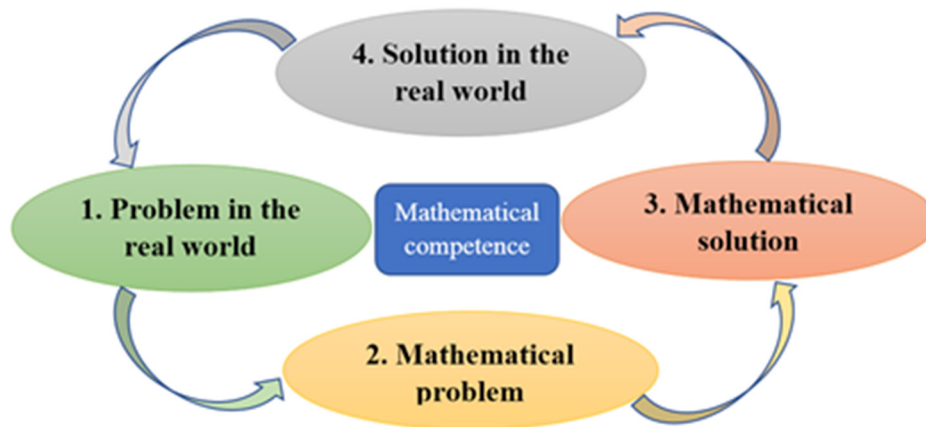 4. Solution in the
real world
1. Problem in the
real world
Mathematical
competence
3. Mathematical
solution
2. Mathematical
problem